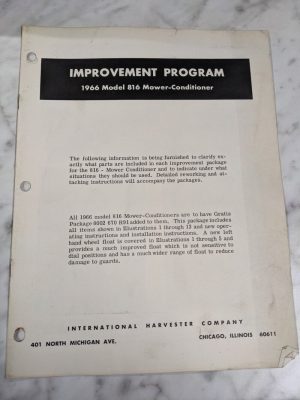 IMPROVEMENT PROGRAM
1966 Model 816 Mower-Conditioner
The following information is being furnished to clarify ex-
actly what parts are included in each improvement package
for the 816 - Mower Conditioner and to indicate under what
situations they should be used. Detailed reworking and at-
taching instructions will accompany the packages.
All 1966 model 816 Mower-Conditioners are to have Gratis
Package 4002 670 R91 added to them. This package includes
all items shown in Illustrations 1 through 13 and new oper-
ating instructions and installation instructions. A new left
hand wheel float is covered in Illustrations 1 through 5 and
provides a much improved float which is not sensitive to
dial positions and has a much wider range of float to reduce
damage to guards.
INTERNATIONAL HARVESTER COMPANY
401 NORTH MICHIGAN AVE. CHICAGO, ILLINOIS 60611